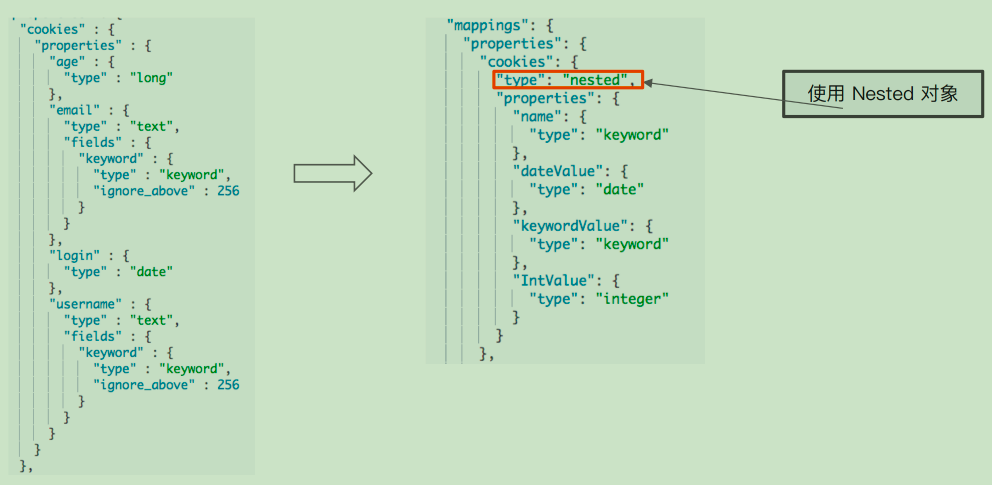 "cookies" : {
"properties" : {
"age" : {
"type" : "long"
},
"email" : {
"type" : "text",
"fields" : {
"keyword" : {
"type" : "keyword",
"ignore_above" : 256
}
}
},
"login" : {
"type" : "date"
},
"username" : {
"type" : "text",
"fields" : {
"keyword" : {
"type" : "keyword",
"ignore_above" : 256
}
}
}
}
},
"mappings": {
"properties": {
"cookies": {
"type": "nested",
"properties": {
"name": {
"type": "keyword"
},
"dateValue": {
"type": "date"
},
"keywordValue": {
"type": "keyword"
},
"IntValue": {
"type": "integer"
}
}
},
使用 Nested 对象